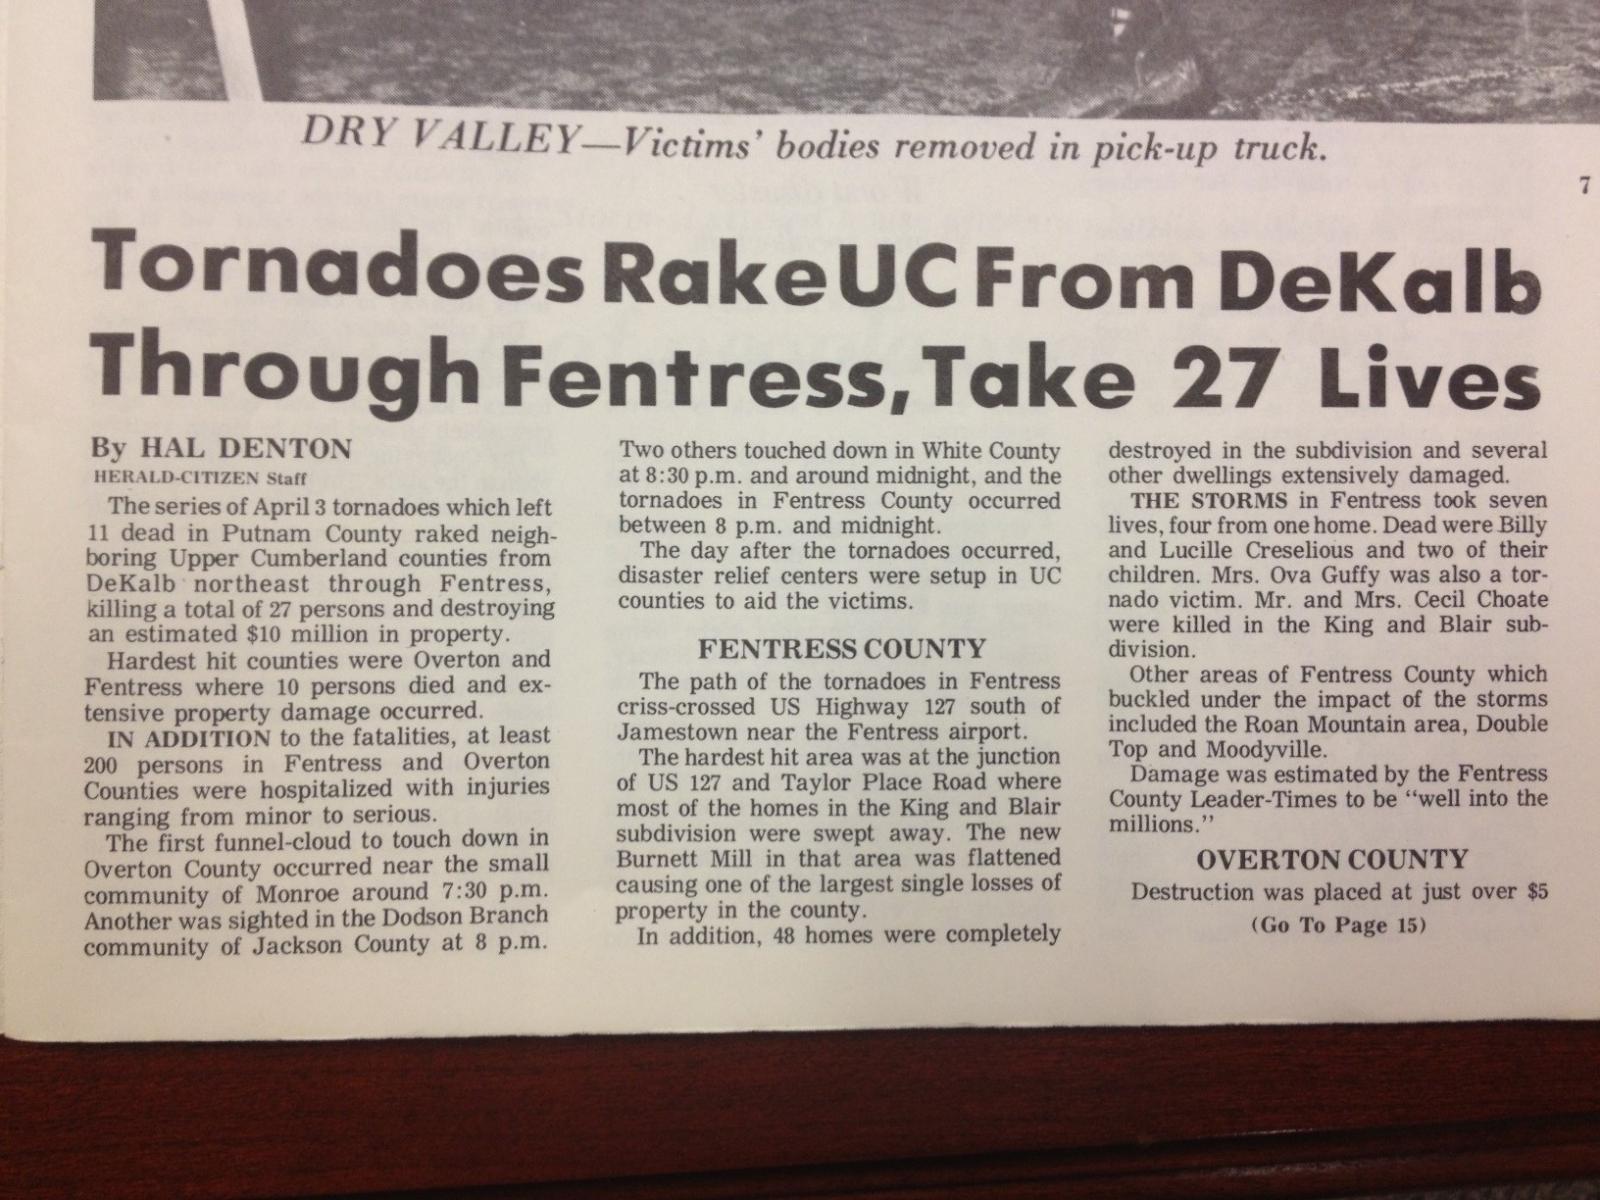 DRY VALLEY—Victims' bodies removed in pick-up truck.
7
Tornadoes Rake UC From DeKalb
Through Fentress, Take 27 Lives
By HAL DENTON
HERALD-CITIZEN Staff
The series of April 3 tornadoes which left
11 dead in Putnam County raked neigh-
boring Upper Cumberland counties from
DeKalb northeast through Fentress,
killing a total of 27 persons and destroying
an estimated $10 million in property.
Hardest hit counties were Overton and
Fentress where 10 persons died and ex-
tensive property damage occurred.
IN ADDITION to the fatalities, at least
200 persons in Fentress and Overton
Counties were hospitalized with injuries
ranging from minor to serious.
The first funnel-cloud to touch down in
Overton County occurred near the small
community of Monroe around 7:30 p.m.
Another was sighted in the Dodson Branch
community of Jackson County at 8 p.m.
Two others touched down in White County
at 8:30 p.m. and around midnight, and the
tornadoes in Fentress County occurred
between 8 p.m. and midnight.
The day after the tornadoes occurred,
disaster relief centers were setup in UC
counties to aid the victims.
FENTRESS COUNTY
The path of the tornadoes in Fentress
criss-crossed US Highway 127 south of
Jamestown near the Fentress airport.
The hardest hit area was at the junction
of US 127 and Taylor Place Road where
most of the homes in the King and Blair
subdivision were swept away. The new
Burnett Mill in that area was flattened
causing one of the largest single losses of
property in the county.
In addition, 48 homes were completely
destroyed in the subdivision and several
other dwellings extensively damaged.
THE STORMS in Fentress took seven
lives, four from one home. Dead were Billy
and Lucille Creselious and two of their
children. Mrs. Ova Guffy was also a tor-
nado victim. Mr. and Mrs. Cecil Choate
were killed in the King and Blair sub-
division.
Other areas of Fentress County which
buckled under the impact of the storms
included the Roan Mountain area, Double
Top and Moodyville.
Damage was estimated by the Fentress
County Leader-Times to be "well into the
millions."
OVERTON COUNTY
Destruction was placed at just over $5
(Go To Page 15)